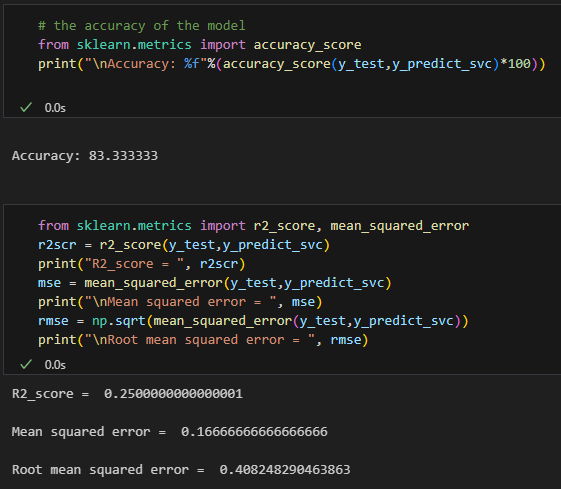 # the accuracy of the model
from sklearn.metrics import accuracy_score
print("\nAccuracy: %f"%(accuracy_score(y_test,y_predict_svc)*100))
0.0s
Accuracy: 83.333333
from sklearn.metrics import r2_score, mean_squared_error
r2scr = r2_score(y_test,y_predict_svc)
print("R2_score = ", r2scr)
mse = mean_squared_error(y_test,y_predict_svc)
print("\nMean squared error = ", mse)
rmse = np.sqrt(mean_squared_error(y_test,y_predict_svc))
print("\nRoot mean squared error = ", rmse)
0.0s
R2_score =  0.2500000000000001
Mean squared error =  0.16666666666666666
Root mean squared error =  0.408248290463863